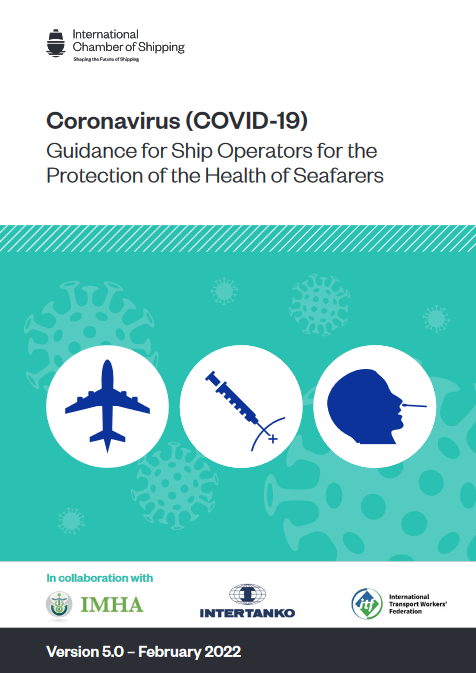 International
Chamber of Shipping
Shaping the Future of Shipping
Coronavirus (COVID-19)
Guidance for Ship Operators for the
Protection of the Health of Seafarers
In collaboration with
IMHA
INTERTANKO
itf
International
Transport Workers'
Federation
Version 5.0 – February 2022